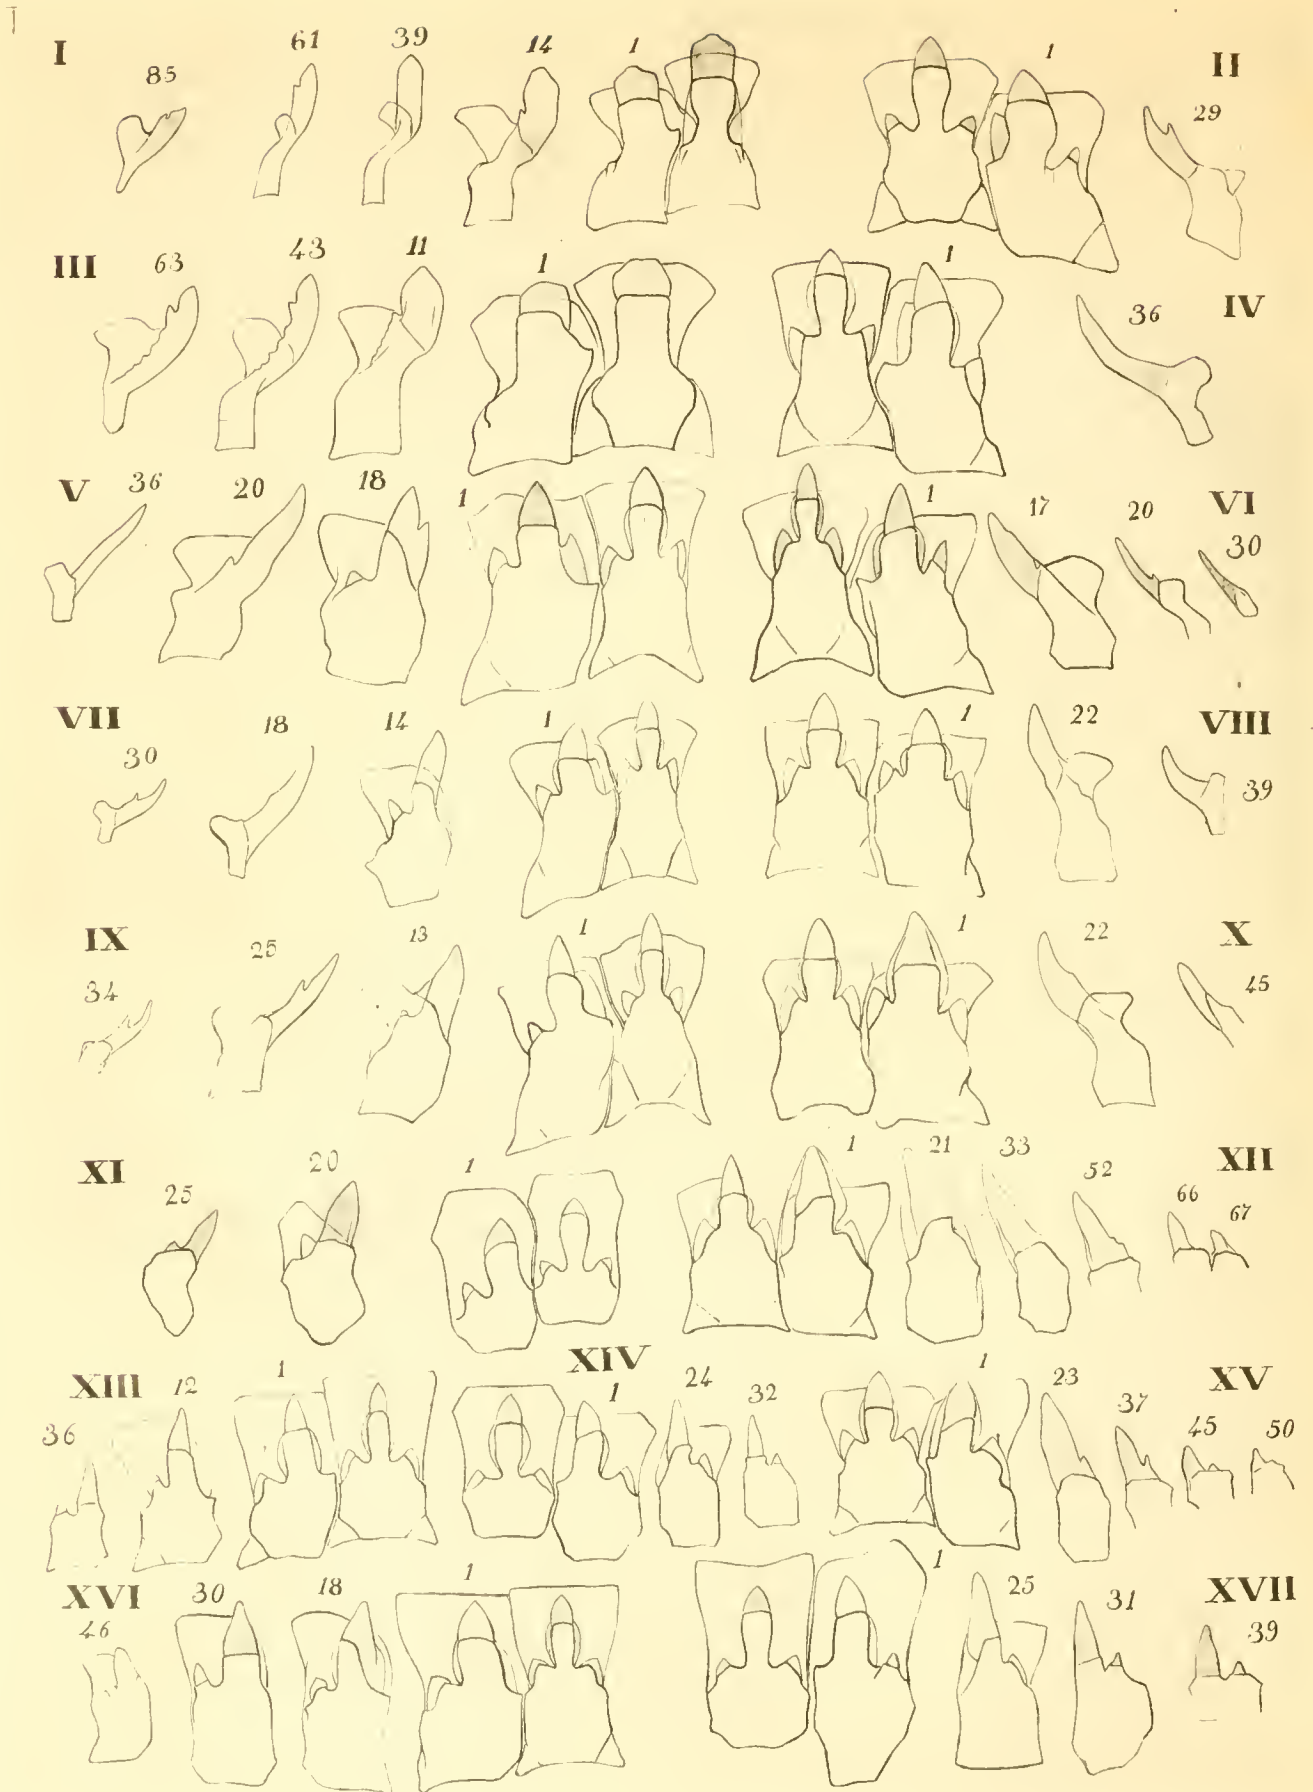 I 85 61 39 14 1 1 29 II
III 63 43 11 1 1 36 IV
V 36 20 18 1 1 17 20 30 VI
VII 30 18 14 1 1 22 39 VIII
IX 34 25 13 1 1 22 45 X
XI 25 20 1 1 21 33 52 66 67 XII
XIII 36 12 1 XIV 1 24 32 1 23 37 45 50 XV
XVI 46 30 18 1 1 25 31 39 XVII